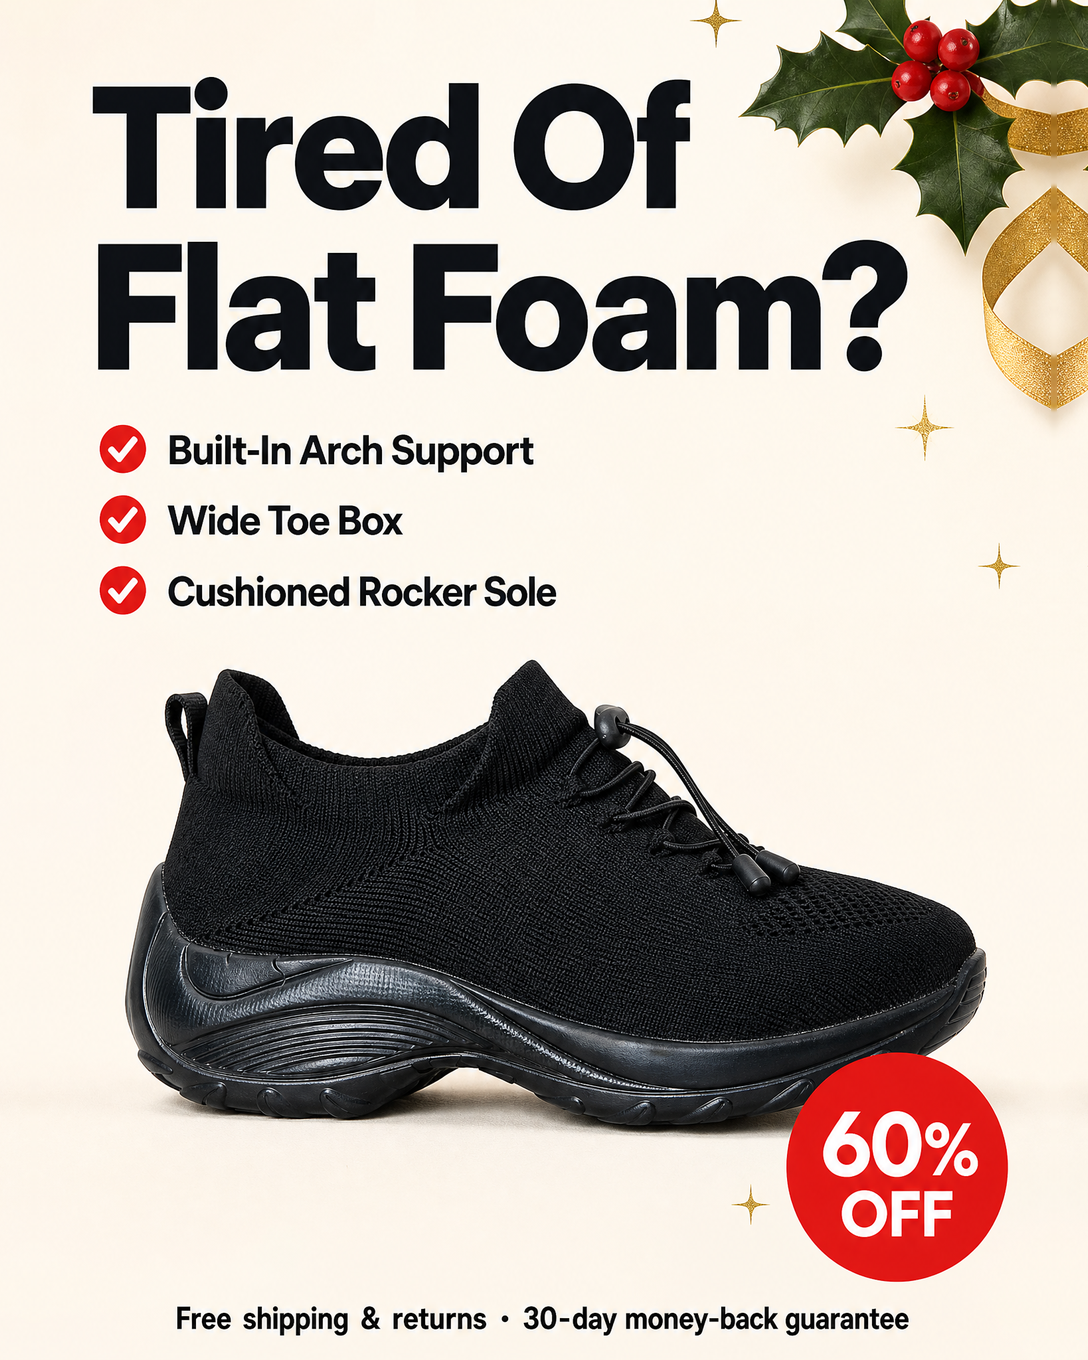 Tired Of
Flat Foam?
Built-In Arch Support
Wide Toe Box
Cushioned Rocker Sole
60%
OFF
Free shipping & returns • 30-day money-back guarantee